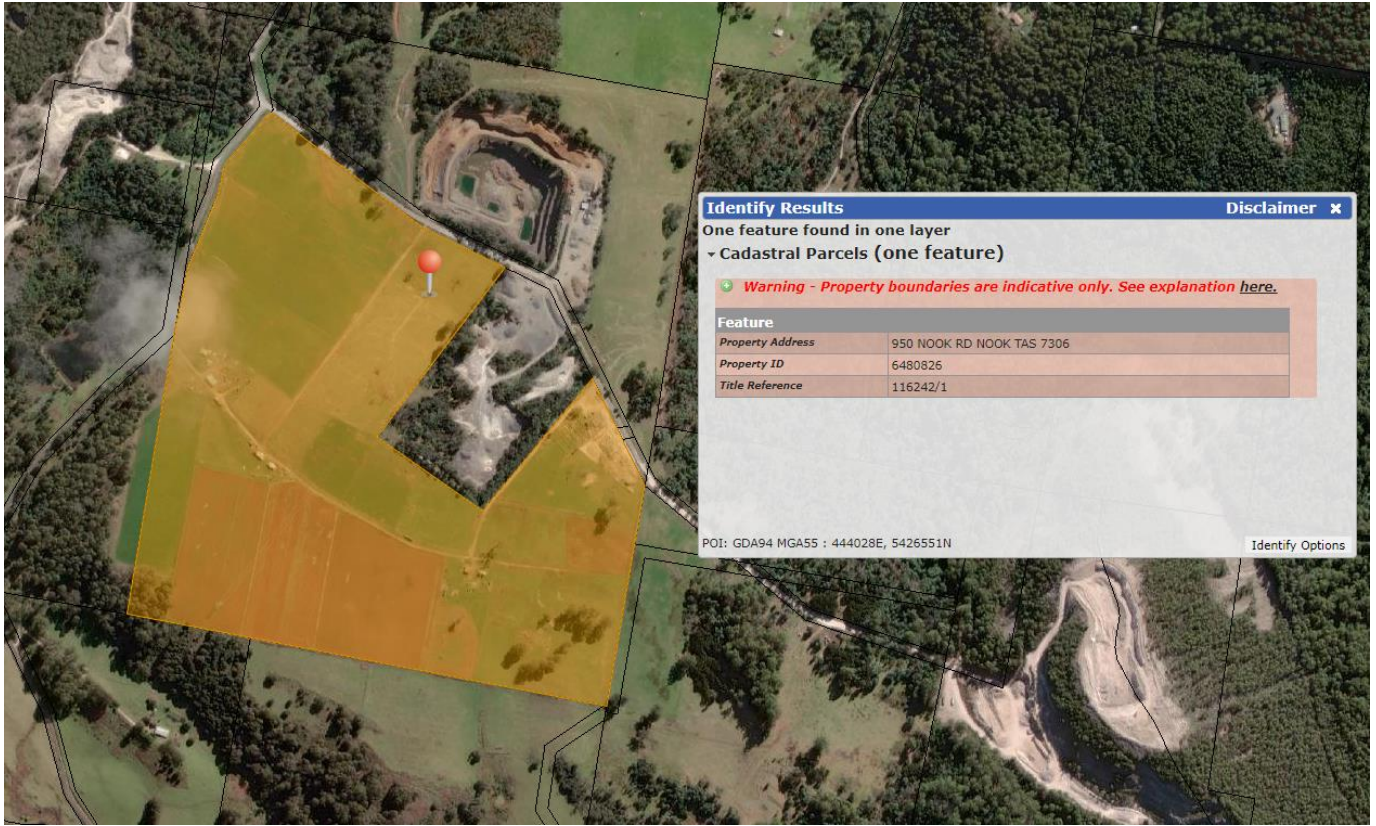 Identify Results Disclaimer ×
One feature found in one layer
Cadastral Parcels (one feature)
Warning - Property boundaries are indicative only. See explanation here.
Feature
Property Address 950 NOOK RD NOOK TAS 7306
Property ID 6480826
Title Reference 116242/1
POI: GDA94 MGA55 : 444028E, 5426551N Identify Options